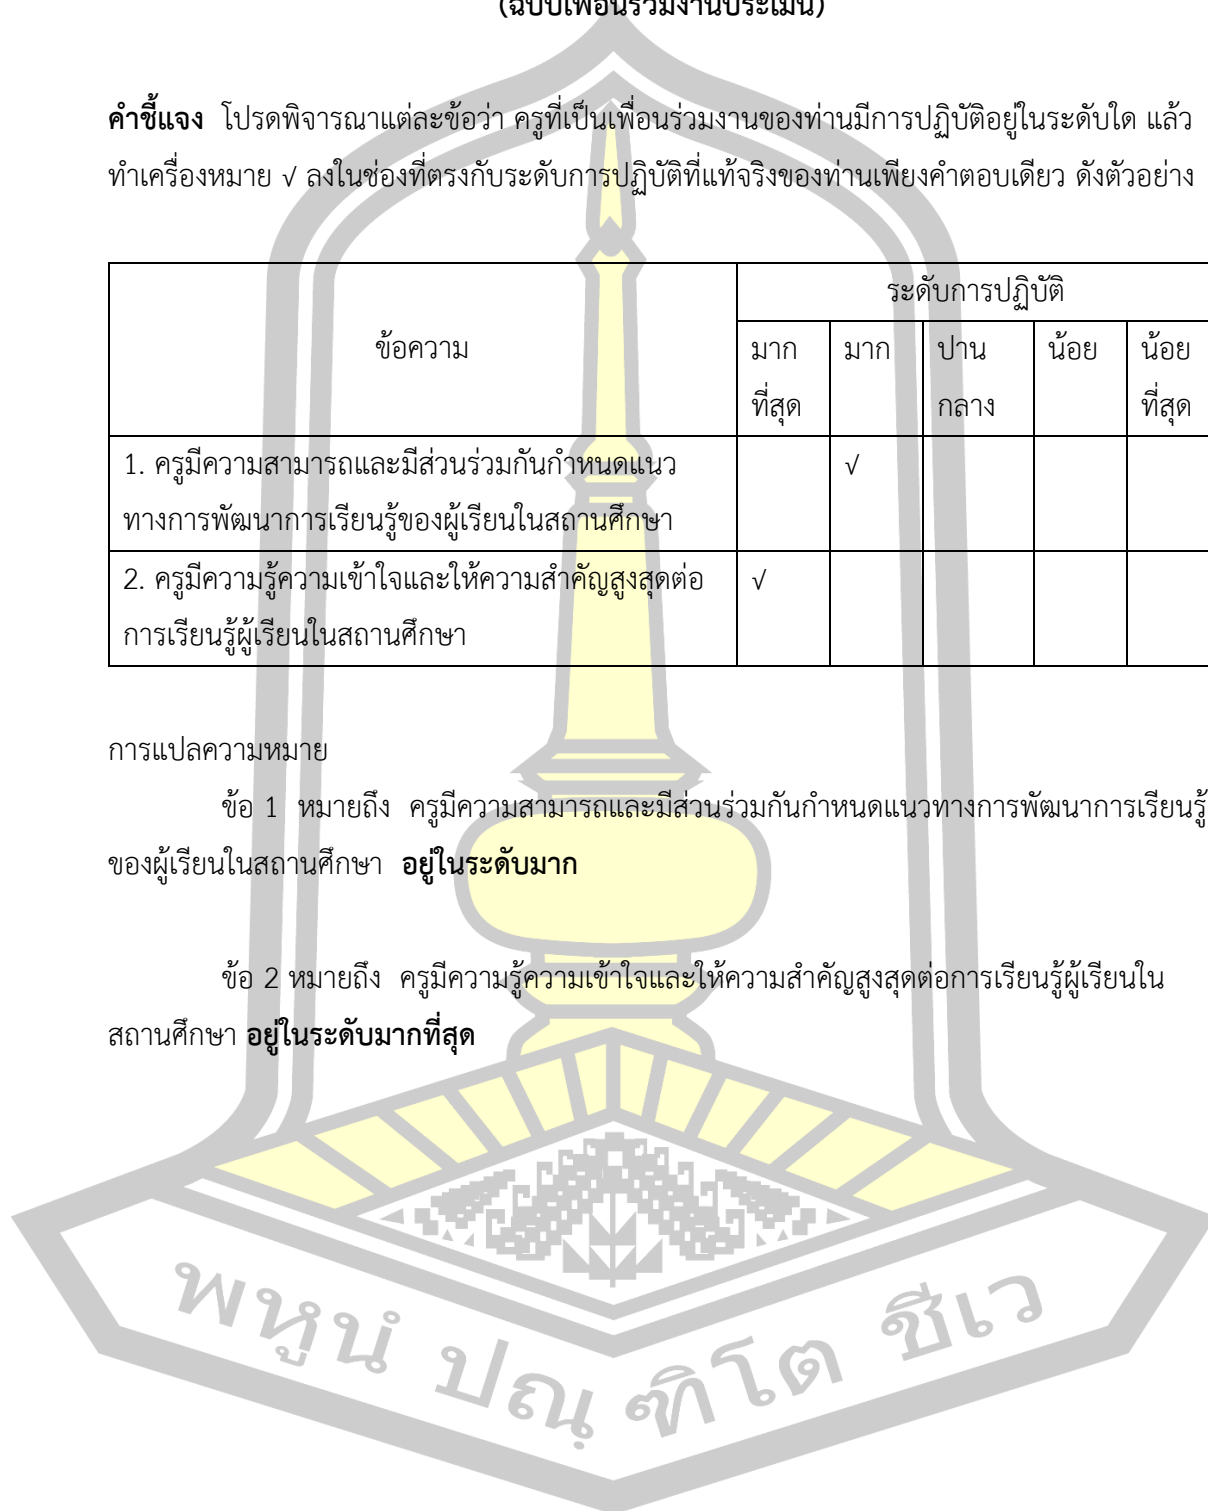 (ฉบับเพื่อนร่วมงานประเมิน)
คำชี้แจง โปรดพิจารณาแต่ละข้อว่า ครูที่เป็นเพื่อนร่วมงานของท่านมีการปฏิบัติอยู่ในระดับใด แล้ว
ทำเครื่องหมาย √ ลงในช่องที่ตรงกับระดับการปฏิบัติที่แท้จริงของท่านเพียงคำตอบเดียว ดังตัวอย่าง
ระดับการปฏิบัติ
ข้อความ มาก มาก ปาน น้อย น้อย
ที่สุด กลาง ที่สุด
1. ครูมีความสามารถและมีส่วนร่วมกันกำหนดแนว √
ทางการพัฒนาการเรียนรู้ของผู้เรียนในสถานศึกษา
2. ครูมีความรู้ความเข้าใจและให้ความสำคัญสูงสุดต่อ √
การเรียนรู้ผู้เรียนในสถานศึกษา
การแปลความหมาย
ข้อ 1 หมายถึง ครูมีความสามารถและมีส่วนร่วมกันกำหนดแนวทางการพัฒนาการเรียนรู้
ของผู้เรียนในสถานศึกษา อยู่ในระดับมาก
ข้อ 2 หมายถึง ครูมีความรู้ความเข้าใจและให้ความสำคัญสูงสุดต่อการเรียนรู้ผู้เรียนใน
สถานศึกษา อยู่ในระดับมากที่สุด
พหูนํ ปณฺ ฑิโต ชีเว